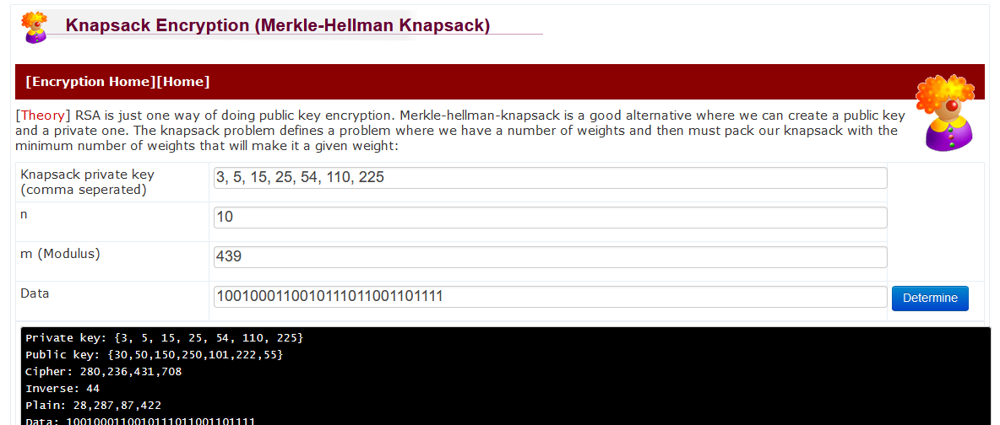 Knapsack Encryption (Merkle-Hellman Knapsack)
[Encryption Home][Home]
[Theory] RSA is just one way of doing public key encryption. Merkle-hellman-knapsack is a good alternative where we can create a public key
and a private one. The knapsack problem defines a problem where we have a number of weights and then must pack our knapsack with the
minimum number of weights that will make it a given weight:
Knapsack private key
(comma seperated)
3, 5, 15, 25, 54, 110, 225
n
10
m (Modulus)
439
Data
1001000110010111011001101111
Determine
Private key: {3, 5, 15, 25, 54, 110, 225}
Public key: {30,50,150,250,101,222,55}
Cipher: 280,236,431,708
Inverse: 44
Plain: 28,287,87,422
Data: 1001000110010111011001101111